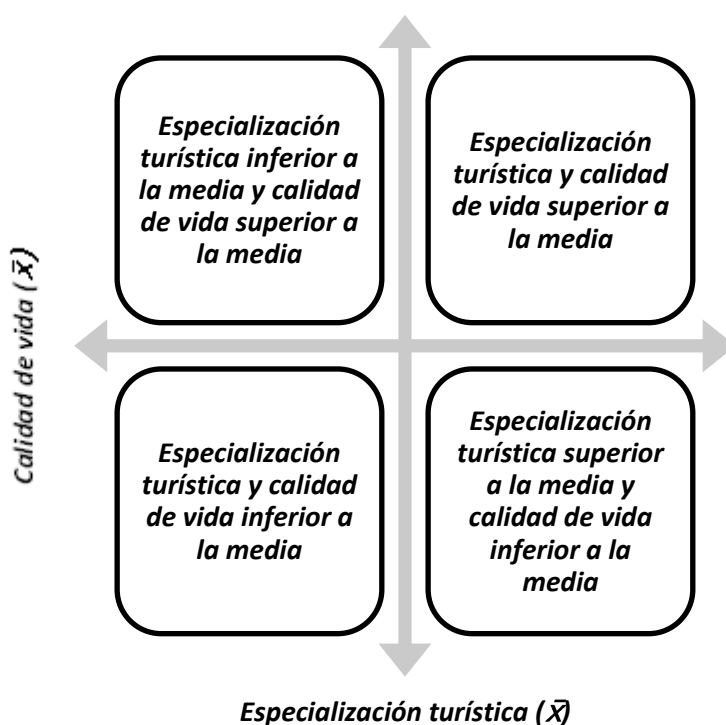 Especialización
turística inferior a
la media y calidad
de vida superior a
la media
Especialización
turística y calidad
de vida superior a
la media
Calidad de vida (x̄)
Especialización
turística y calidad
de vida inferior a
la media
Especialización
turística superior
a la media y
calidad de vida
inferior a la
media
Especialización turística (x̄)